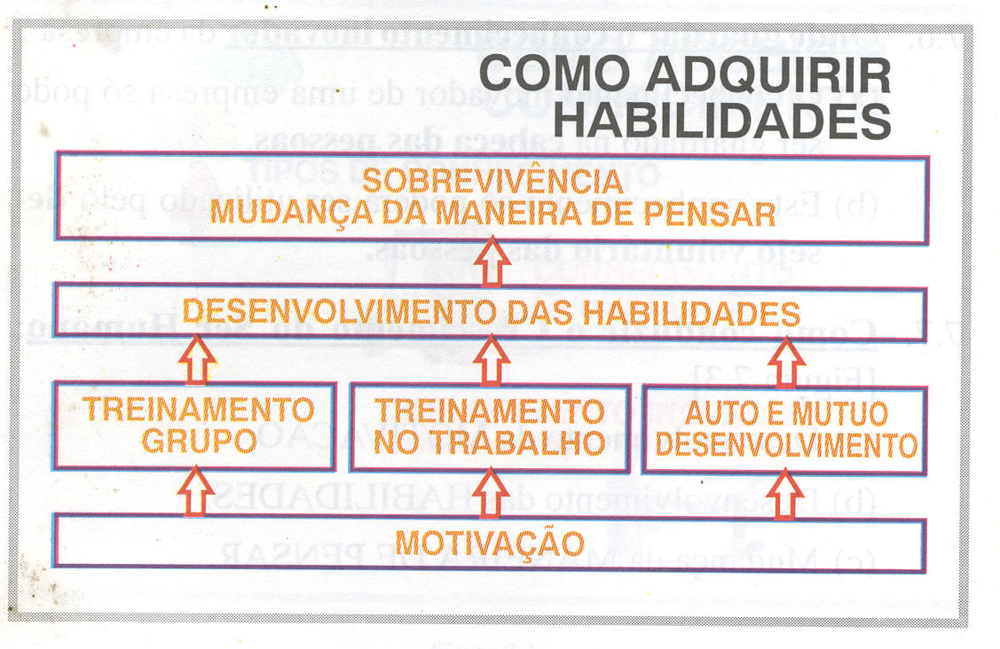 COMO ADQUIRIR
HABILIDADES
SOBREVIVÊNCIA
MUDANÇA DA MANEIRA DE PENSAR
DESENVOLVIMENTO DAS HABILIDADES
TREINAMENTO
GRUPO
TREINAMENTO
NO TRABALHO
AUTO E MUTUO
DESENVOLVIMENTO
MOTIVAÇÃO